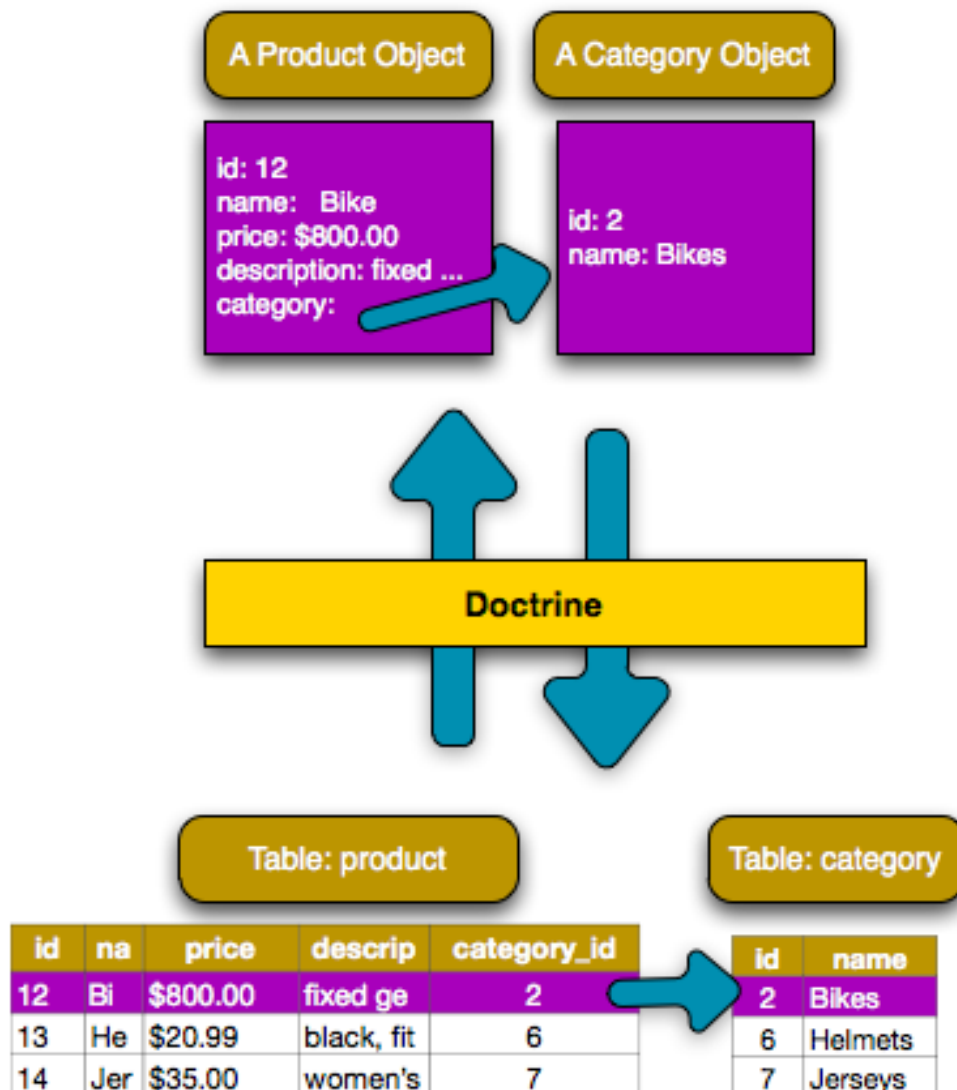 A Product Object
A Category Object
id: 12
name: Bike
price: $800.00
description: fixed ...
category:
id: 2
name: Bikes
Doctrine
Table: product
Table: category
id na price descrip category_id
12 Bi $800.00 fixed ge 2
13 He $20.99 black, fit 6
14 Jer $35.00 women's 7
id name
2 Bikes
6 Helmets
7 Jerseys